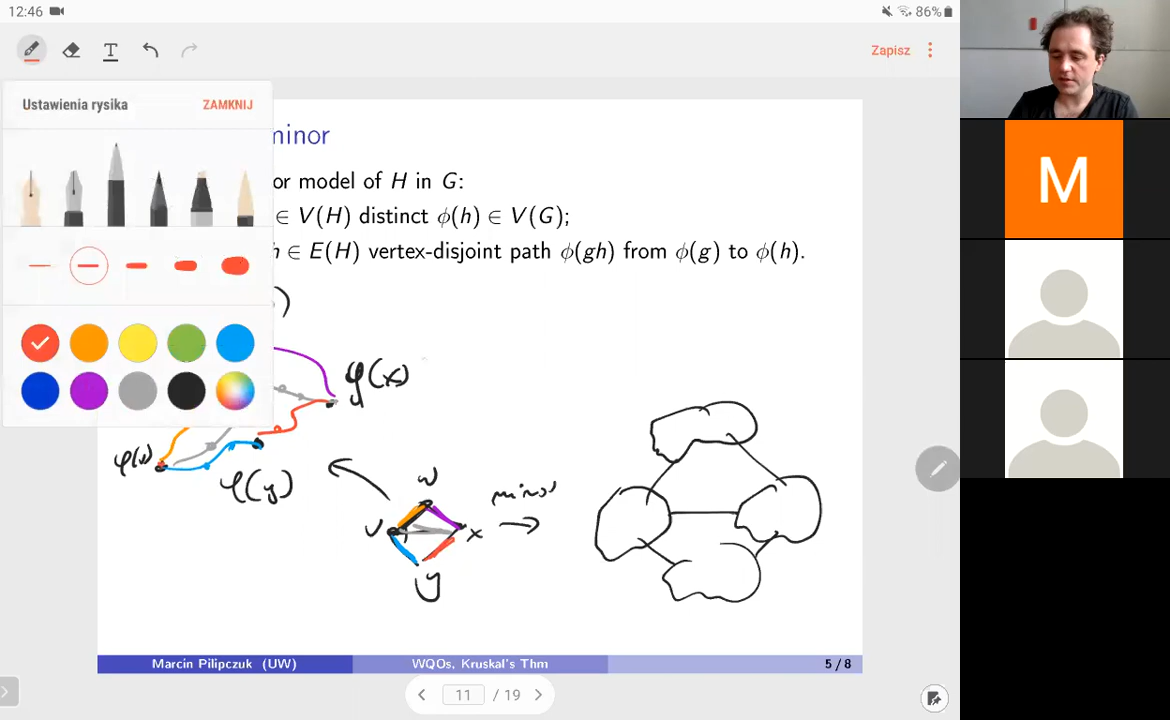 12:46 86%
T Zapisz
Ustawienia rysika ZAMKNIJ
minor
or model of H in G:
∈ V(H) distinct ϕ(h) ∈ V(G);
h ∈ E(H) vertex-disjoint path ϕ(gh) from ϕ(g) to ϕ(h).
)
φ(x)
φ(v)
φ(y)
w
minor
v
x
y
M
Marcin Pilipczuk (UW) WQOs, Kruskal's Thm 5 / 8
11 / 19